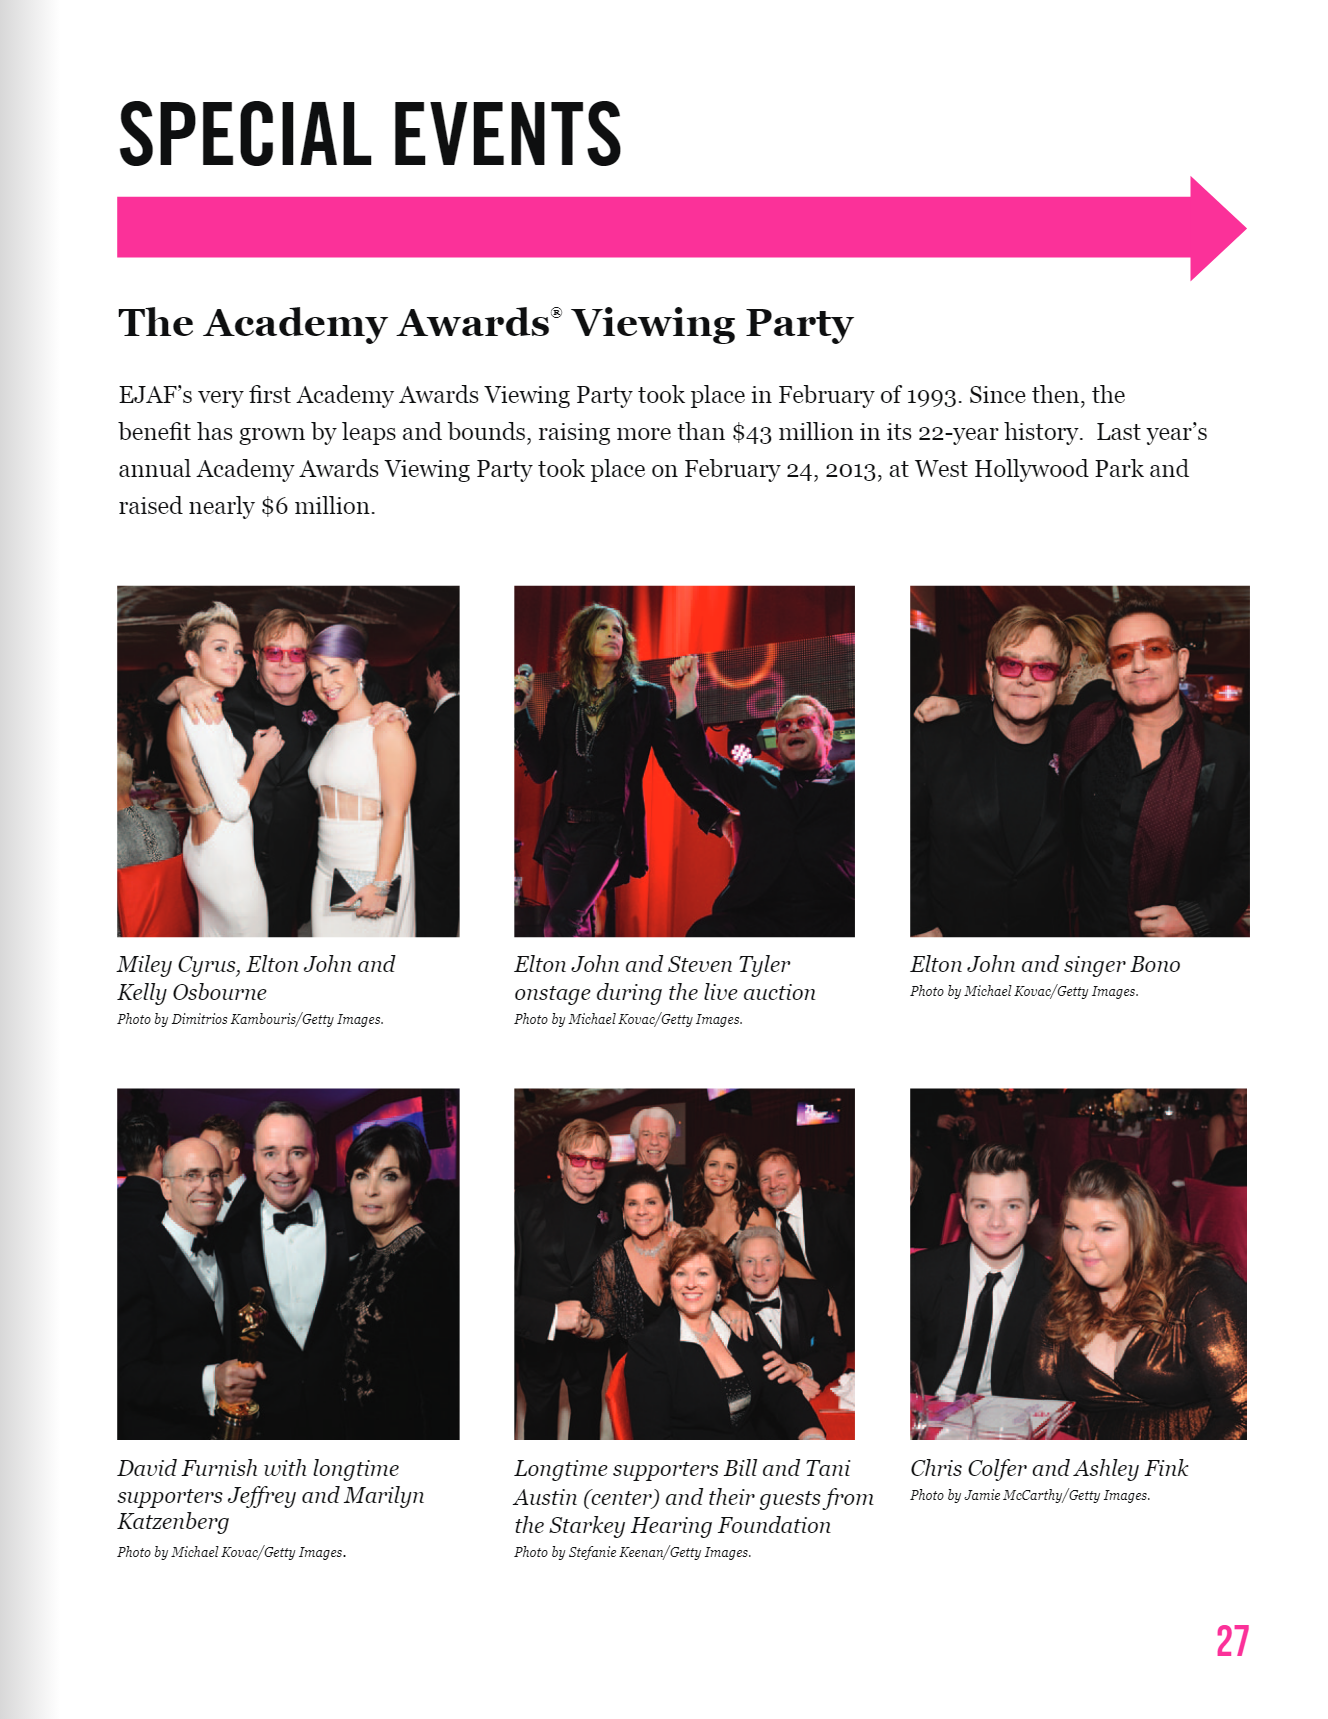 SPECIAL EVENTS
The Academy Awards® Viewing Party
EJAF’s very first Academy Awards Viewing Party took place in February of 1993. Since then, the
benefit has grown by leaps and bounds, raising more than $43 million in its 22-year history.  Last year’s
annual Academy Awards Viewing Party took place on February 24, 2013, at West Hollywood Park and
raised nearly $6 million.
Miley Cyrus, Elton John and
Kelly Osbourne
Photo by Dimitrios Kambouris/Getty Images.
Elton John and Steven Tyler
onstage during the live auction
Photo by Michael Kovac/Getty Images.
Elton John and singer Bono
Photo by Michael Kovac/Getty Images.
David Furnish with longtime
supporters Jeffrey and Marilyn
Katzenberg
Photo by Michael Kovac/Getty Images.
Longtime supporters Bill and Tani
Austin (center) and their guests from
the Starkey Hearing Foundation
Photo by Stefanie Keenan/Getty Images.
Chris Colfer and Ashley Fink
Photo by Jamie McCarthy/Getty Images.
27